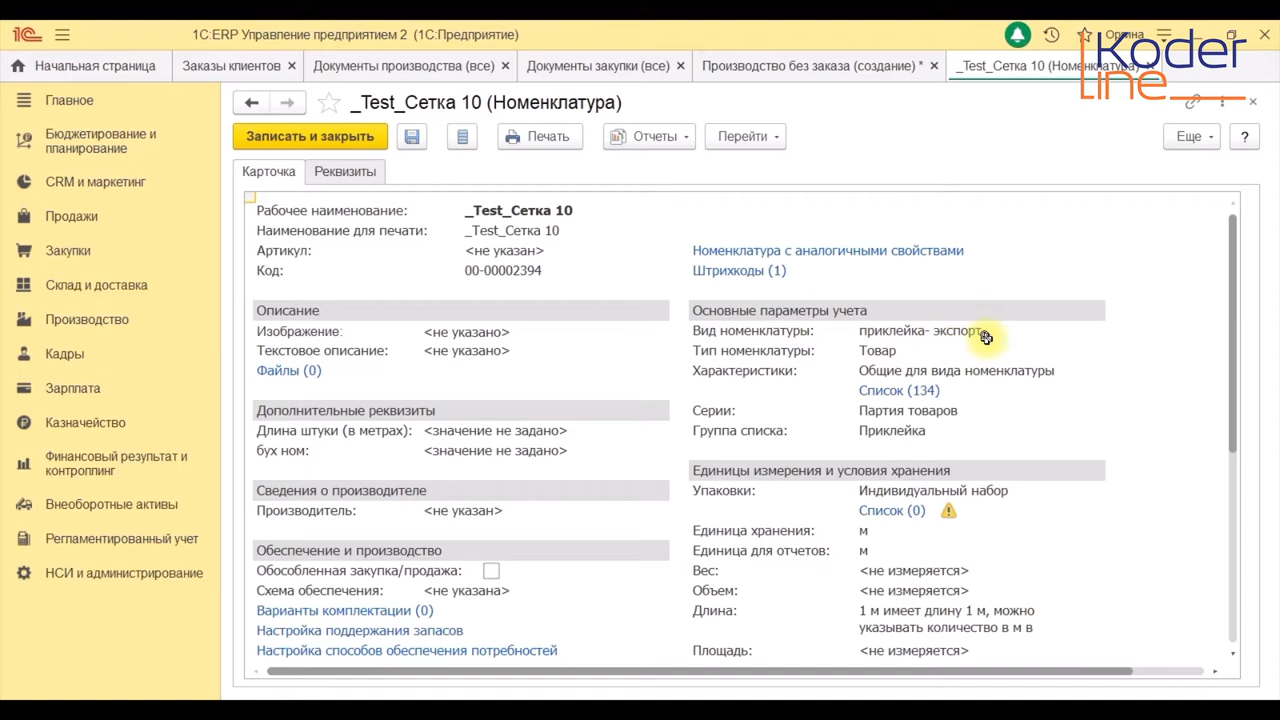 1С:ERP Управление предприятием 2 (1С:Предприятие)
Koder
line
Начальная страница
Заказы клиентов ×
Документы закупки (все) ×
Производство без заказа (создание) * ×
_Test_Сетка 10 (Номенклатура)
_Test_Сетка 10 (Номенклатура)
Записать и закрыть
Печать
Отчеты
Перейти
Еще
?
Карточка
Реквизиты
Главное
Бюджетирование и
планирование
CRM и маркетинг
Продажи
Закупки
Склад и доставка
Производство
Кадры
Зарплата
Казначейство
Финансовый результат и
контроллинг
Внеоборотные активы
Регламентированный учет
НСИ и администрирование
Рабочее наименование: _Test_Сетка 10
Наименование для печати: _Test_Сетка 10
Артикул: <не указан>
Код: 00-00002394
Номенклатура с аналогичными свойствами
Штрихкоды (1)
Описание
Изображение: <не указано>
Текстовое описание: <не указано>
Файлы (0)
Дополнительные реквизиты
Длина штуки (в метрах): <значение не задано>
бух ном: <значение не задано>
Сведения о производителе
Производитель: <не указан>
Обеспечение и производство
Обособленная закупка/продажа:
Схема обеспечения: <не указана>
Варианты комплектации (0)
Настройка поддержания запасов
Настройка способов обеспечения потребностей
Основные параметры учета
Вид номенклатуры: приклейка- экспорт
Тип номенклатуры: Товар
Характеристики: Общие для вида номенклатуры
Список (134)
Серии: Партия товаров
Группа списка: Приклейка
Единицы измерения и условия хранения
Упаковки: Индивидуальный набор
Список (0)
Единица хранения: м
Единица для отчетов: м
Вес: <не измеряется>
Объем: <не измеряется>
Длина: 1 м имеет длину 1 м, можно
указывать количество в м в
Площадь: <не измеряется>